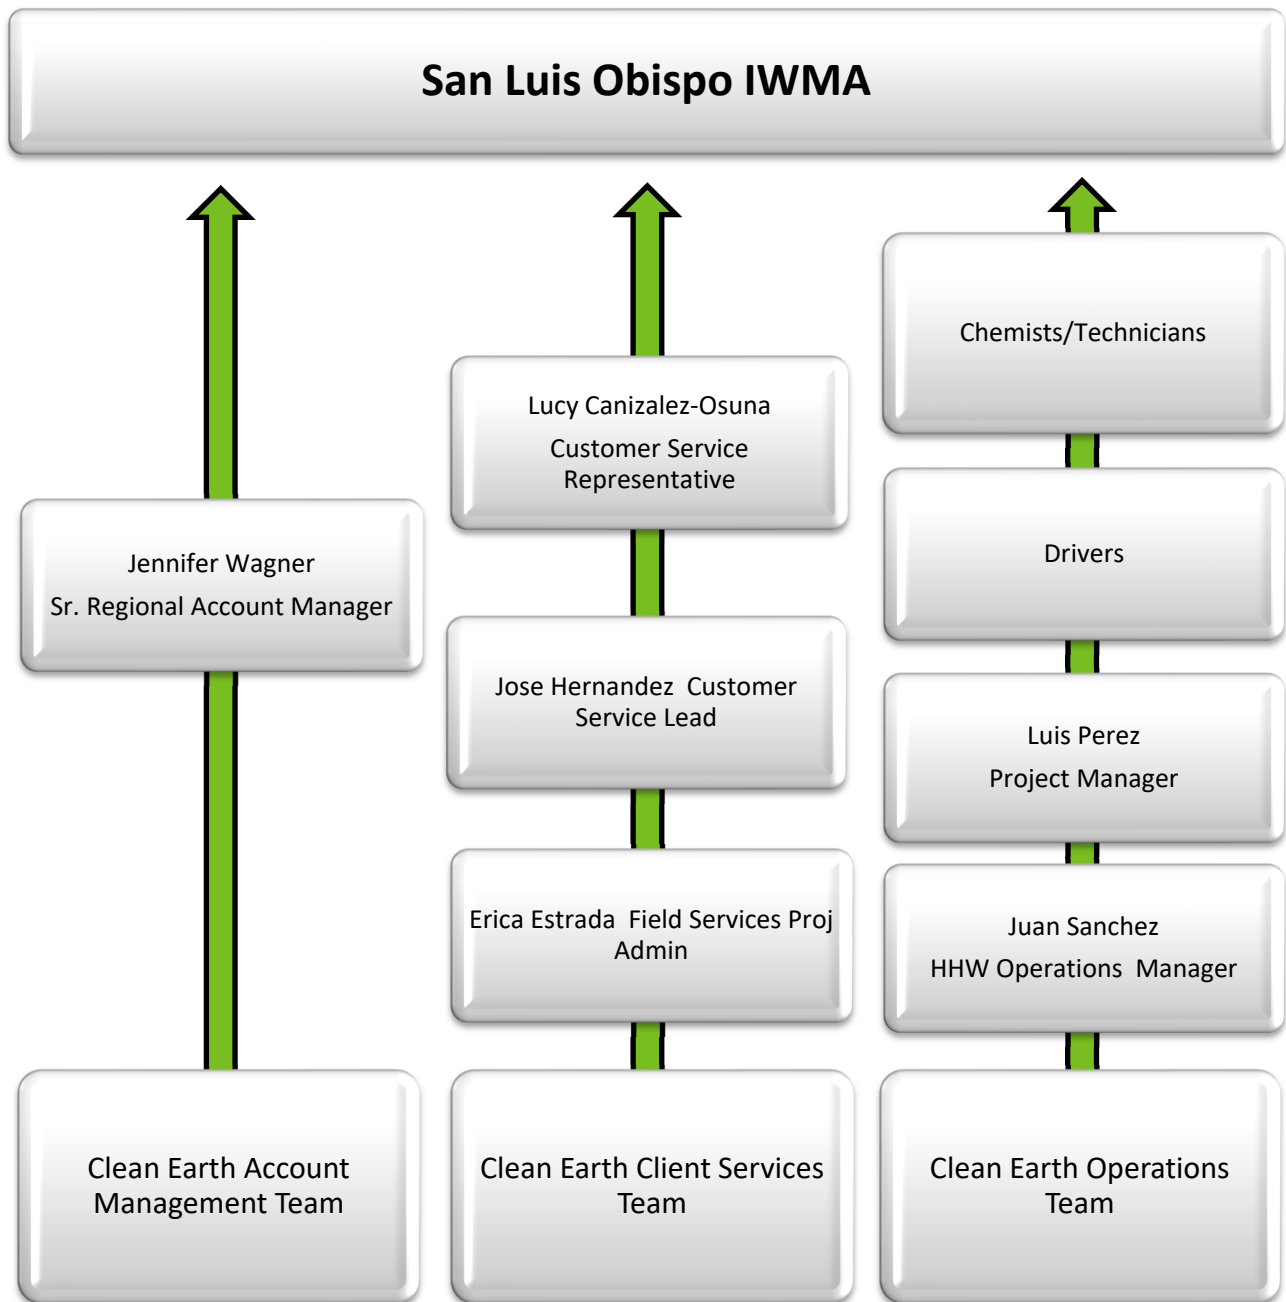 San Luis Obispo IWMA
Jennifer Wagner
Sr. Regional Account Manager
Clean Earth Account
Management Team
Lucy Canizalez-Osuna
Customer Service
Representative
Jose Hernandez  Customer
Service Lead
Erica Estrada  Field Services Proj
Admin
Clean Earth Client Services
Team
Chemists/Technicians
Drivers
Luis Perez
Project Manager
Juan Sanchez
HHW Operations  Manager
Clean Earth Operations
Team